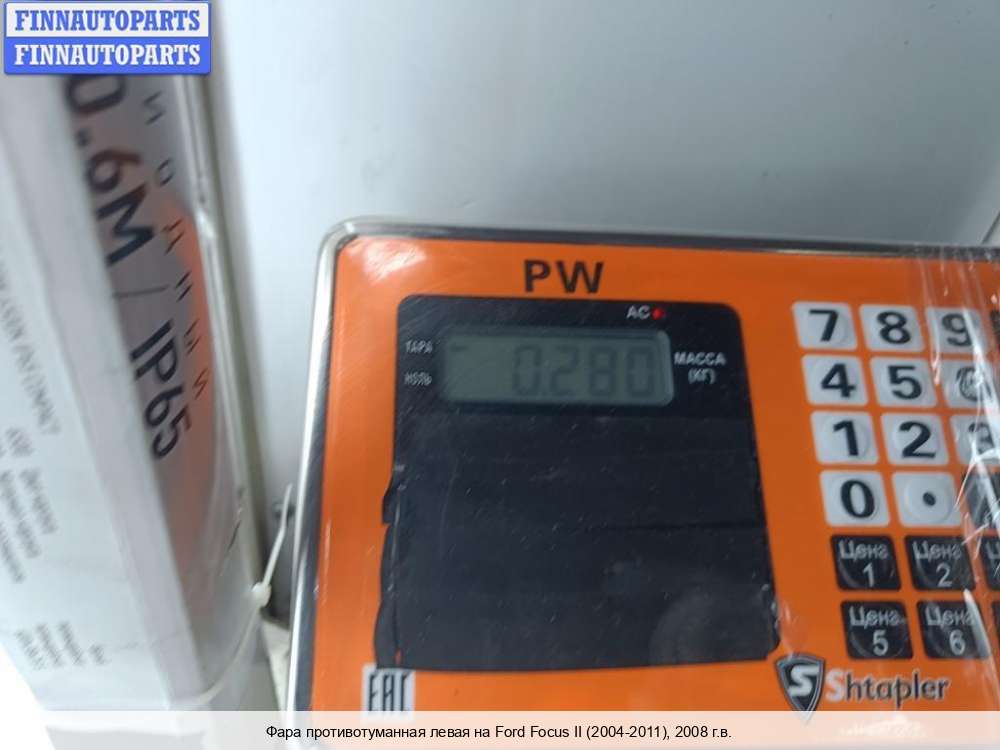 FINNAUTOPARTS
FINNAUTOPARTS
0.6М / IP65
PW
AC
ТАРА
НОЛЬ
0.280
МАССА
(КГ)
7 8 9
4 5
1 2 3
0 .
Цена 1
Цена 2
Цена 5
Цена 6
EAC
S Shtapler
Фара противотуманная левая на Ford Focus II (2004-2011), 2008 г.в.